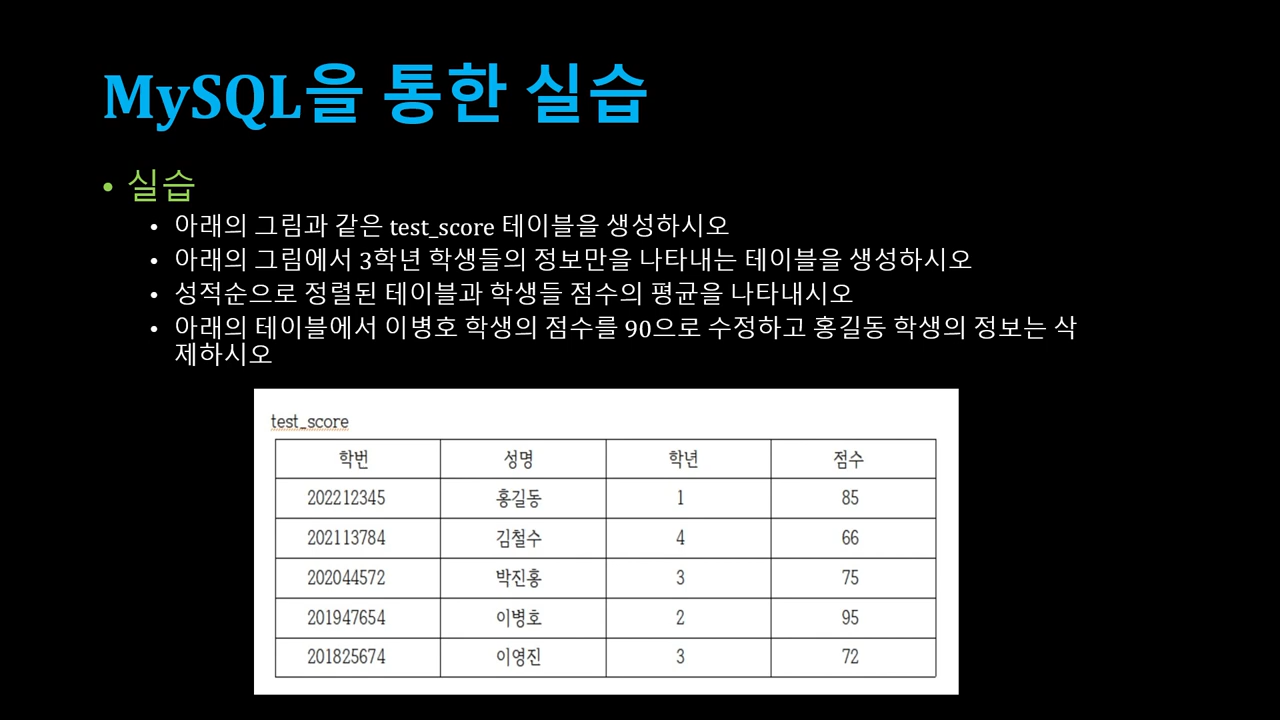 MySQL을 통한 실습
• 실습
• 아래의 그림과 같은 test_score 테이블을 생성하시오
• 아래의 그림에서 3학년 학생들의 정보만을 나타내는 테이블을 생성하시오
• 성적순으로 정렬된 테이블과 학생들 점수의 평균을 나타내시오
• 아래의 테이블에서 이병호 학생의 점수를 90으로 수정하고 홍길동 학생의 정보는 삭
제하시오
test_score
학번 성명 학년 점수
202212345 홍길동 1 85
202113784 김철수 4 66
202044572 박진홍 3 75
201947654 이병호 2 95
201825674 이영진 3 72